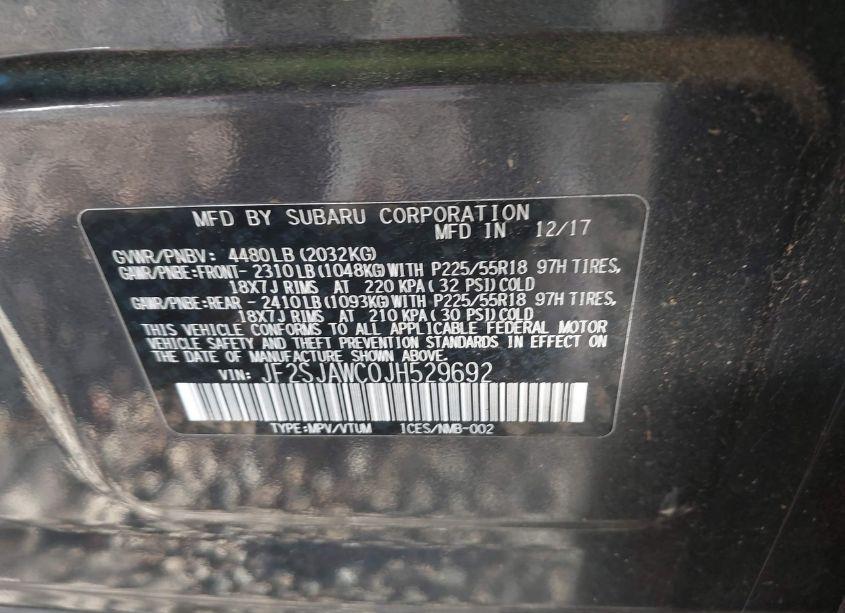 MFD BY SUBARU CORPORATION
MFD IN 12/17
GVWR/PNBV: 4480LB (2032KG)
GAWR/PNBE:FRONT- 2310LB (1048KG) WITH P225/55R18 97H TIRES,
18X7J RIMS AT 220 KPA ( 32 PSI) COLD
GAWR/PNBE:REAR - 2410LB (1093KG) WITH P225/55R18 97H TIRES,
18X7J RIMS AT 210 KPA ( 30 PSI) COLD
THIS VEHICLE CONFORMS TO ALL APPLICABLE FEDERAL MOTOR
VEHICLE SAFETY AND THEFT PREVENTION STANDARDS IN EFFECT ON
THE DATE OF MANUFACTURE SHOWN ABOVE.
VIN: JF2SJAWC0JH529692
TYPE:MPV/VTUM 1CES/NMB-002